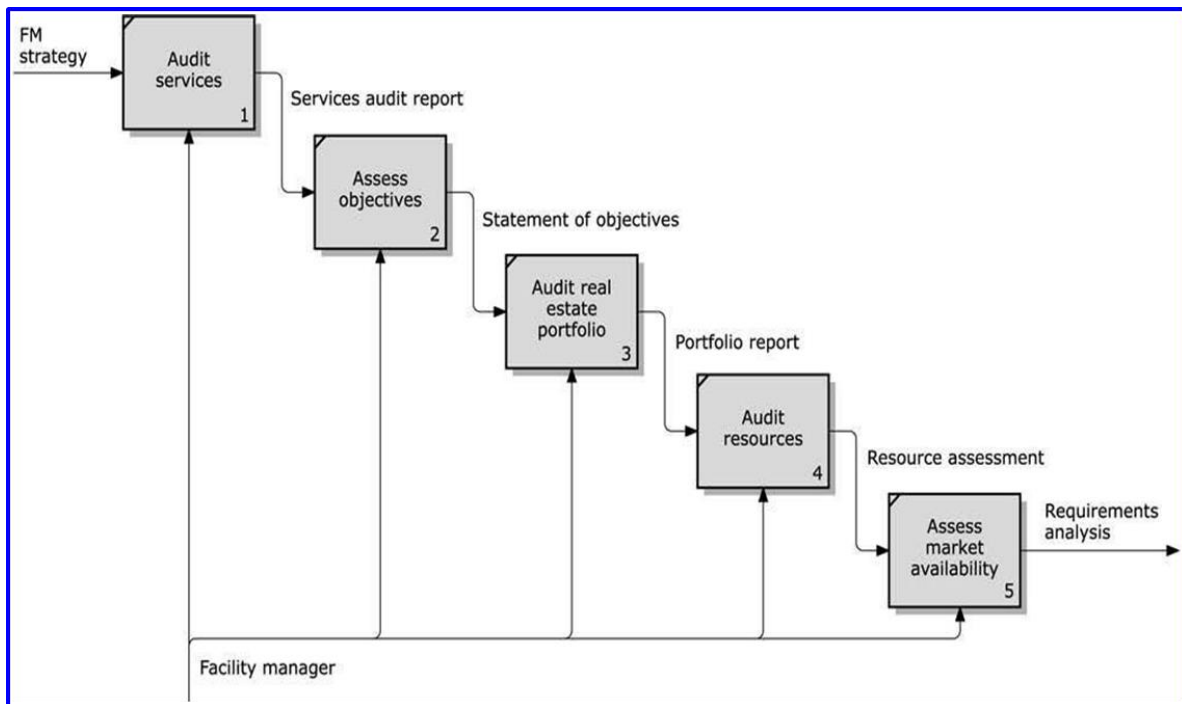 FM
strategy
Audit
services
1
Services audit report
Assess
objectives
2
Statement of objectives
Audit real
estate
portfolio
3
Portfolio report
Audit
resources
4
Resource assessment
Assess
market
availability
5
Requirements
analysis
Facility manager